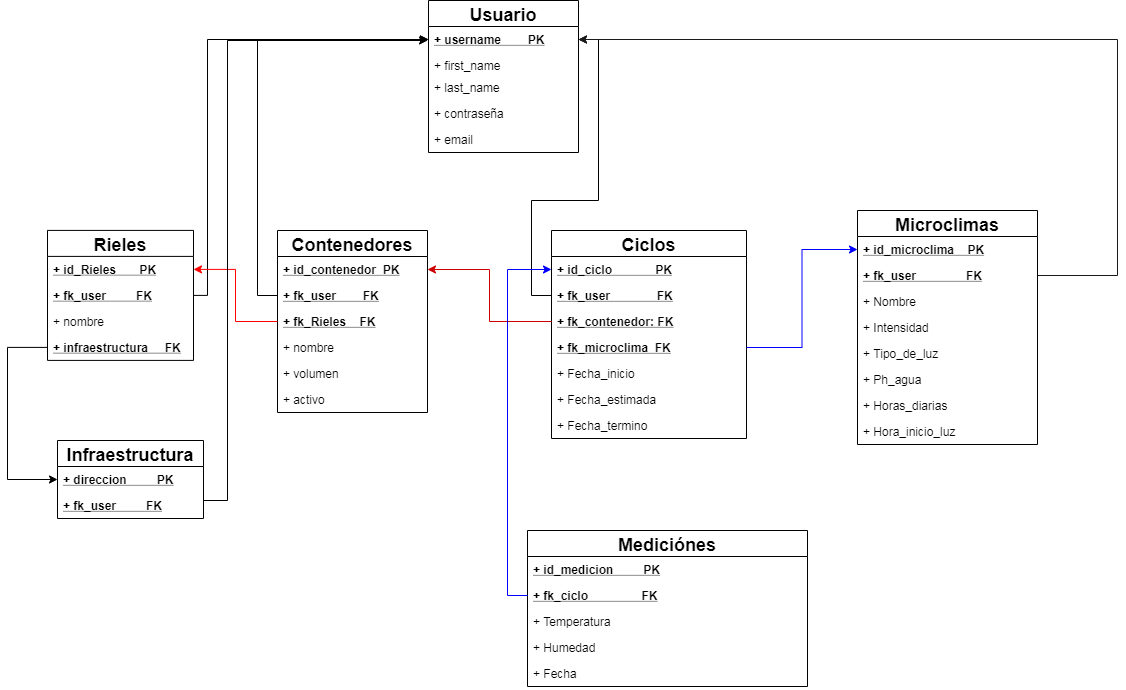 Usuario
+ username PK
+ first_name
+ last_name
+ contraseña
+ email
Rieles
+ id_Rieles PK
+ fk_user FK
+ nombre
+ infraestructura FK
Contenedores
+ id_contenedor PK
+ fk_user FK
+ fk_Rieles FK
+ nombre
+ volumen
+ activo
Ciclos
+ id_ciclo PK
+ fk_user FK
+ fk_contenedor: FK
+ fk_microclima FK
+ Fecha_inicio
+ Fecha_estimada
+ Fecha_termino
Microclimas
+ id_microclima PK
+ fk_user FK
+ Nombre
+ Intensidad
+ Tipo_de_luz
+ Ph_agua
+ Horas_diarias
+ Hora_inicio_luz
Infraestructura
+ direccion PK
+ fk_user FK
Mediciónes
+ id_medicion PK
+ fk_ciclo FK
+ Temperatura
+ Humedad
+ Fecha